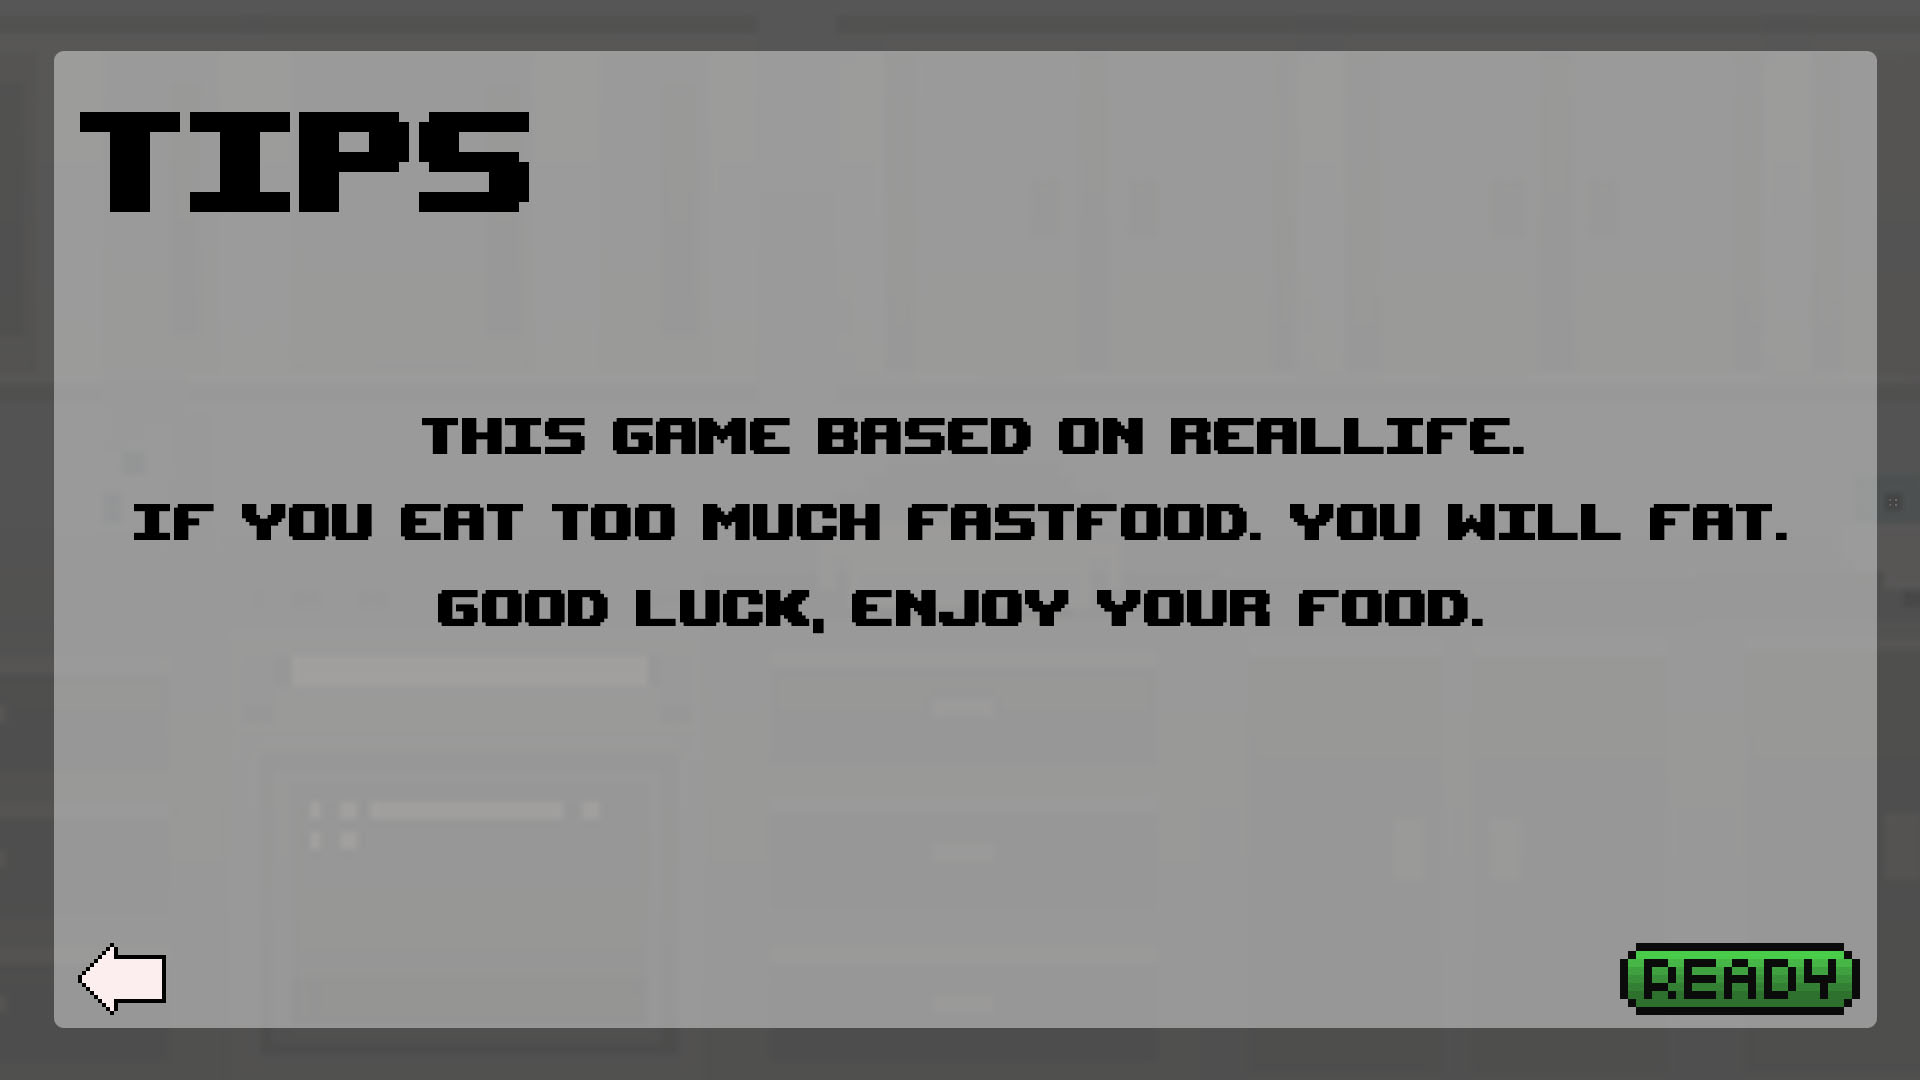 TIPS
THIS GAME BASED ON REALLIFE.
IF YOU EAT TOO MUCH FASTFOOD. YOU WILL FAT.
GOOD LUCK, ENJOY YOUR FOOD.
READY